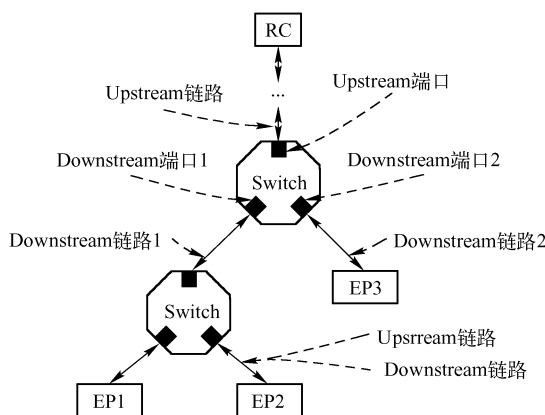 RC
...
Upstream链路
Upstream端口
Downstream端口1
Downstream端口2
Switch
Downstream链路1
Downstream链路2
EP3
Switch
Upsrream链路
Downstream链路
EP1
EP2